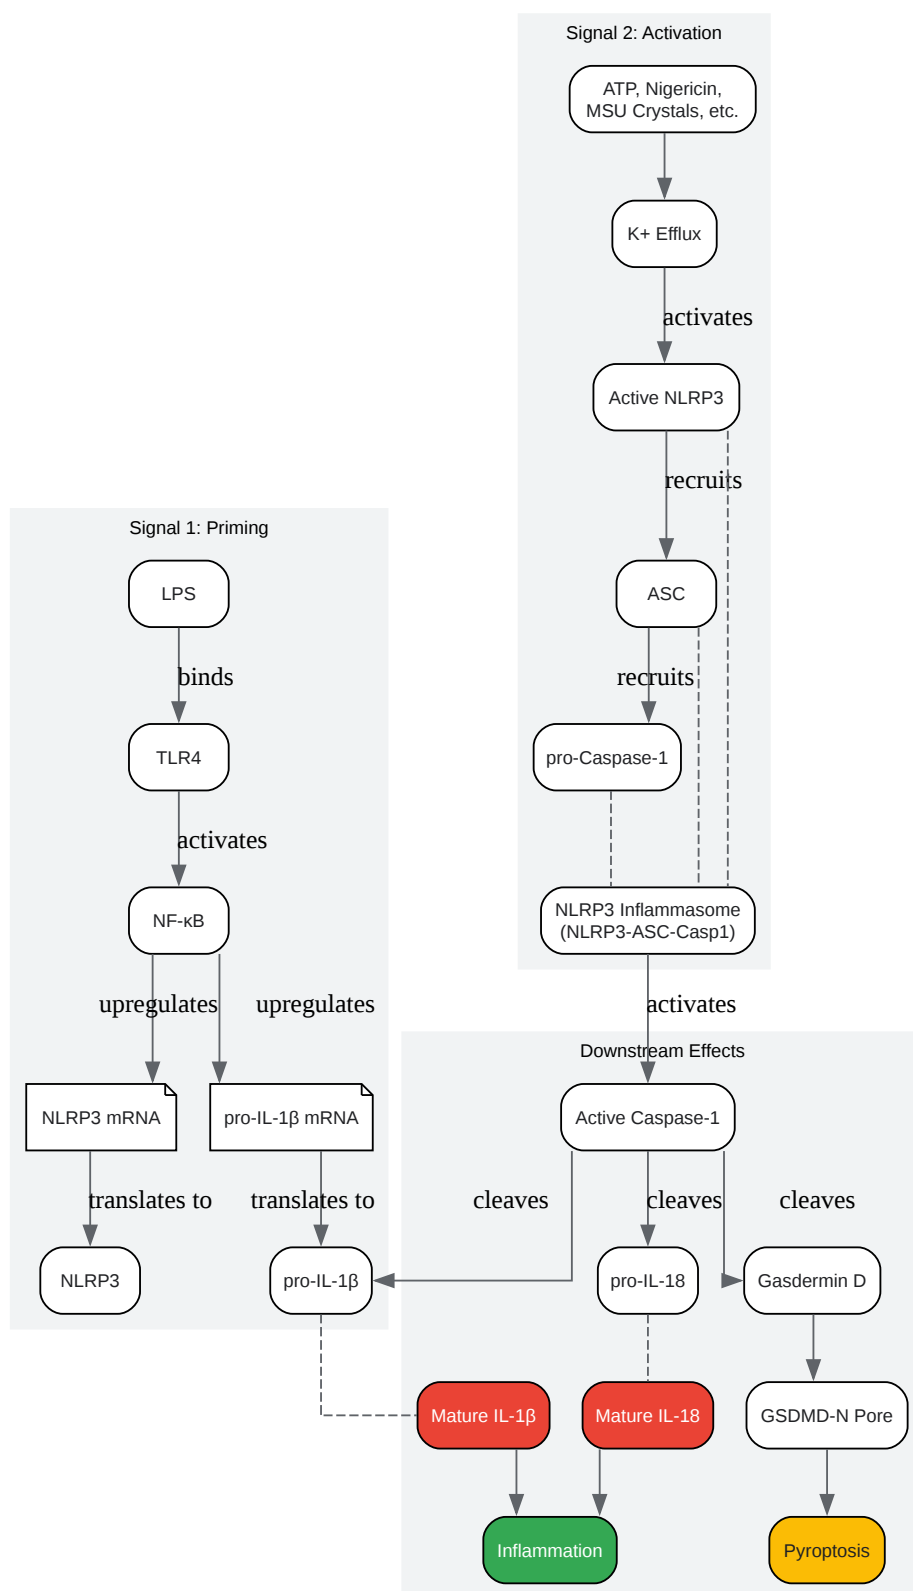 Signal 2: Activation
ATP, Nigericin,
MSU Crystals, etc.
K+ Efflux
activates
Active NLRP3
recruits
ASC
recruits
pro-Caspase-1
NLRP3 Inflammasome
(NLRP3-ASC-Casp1)
activates
Signal 1: Priming
LPS
binds
TLR4
activates
NF-κB
upregulates
upregulates
NLRP3 mRNA
pro-IL-1β mRNA
translates to
translates to
NLRP3
pro-IL-1β
Downstream Effects
Active Caspase-1
cleaves
cleaves
cleaves
pro-IL-18
Gasdermin D
Mature IL-1β
Mature IL-18
GSDMD-N Pore
Inflammation
Pyroptosis